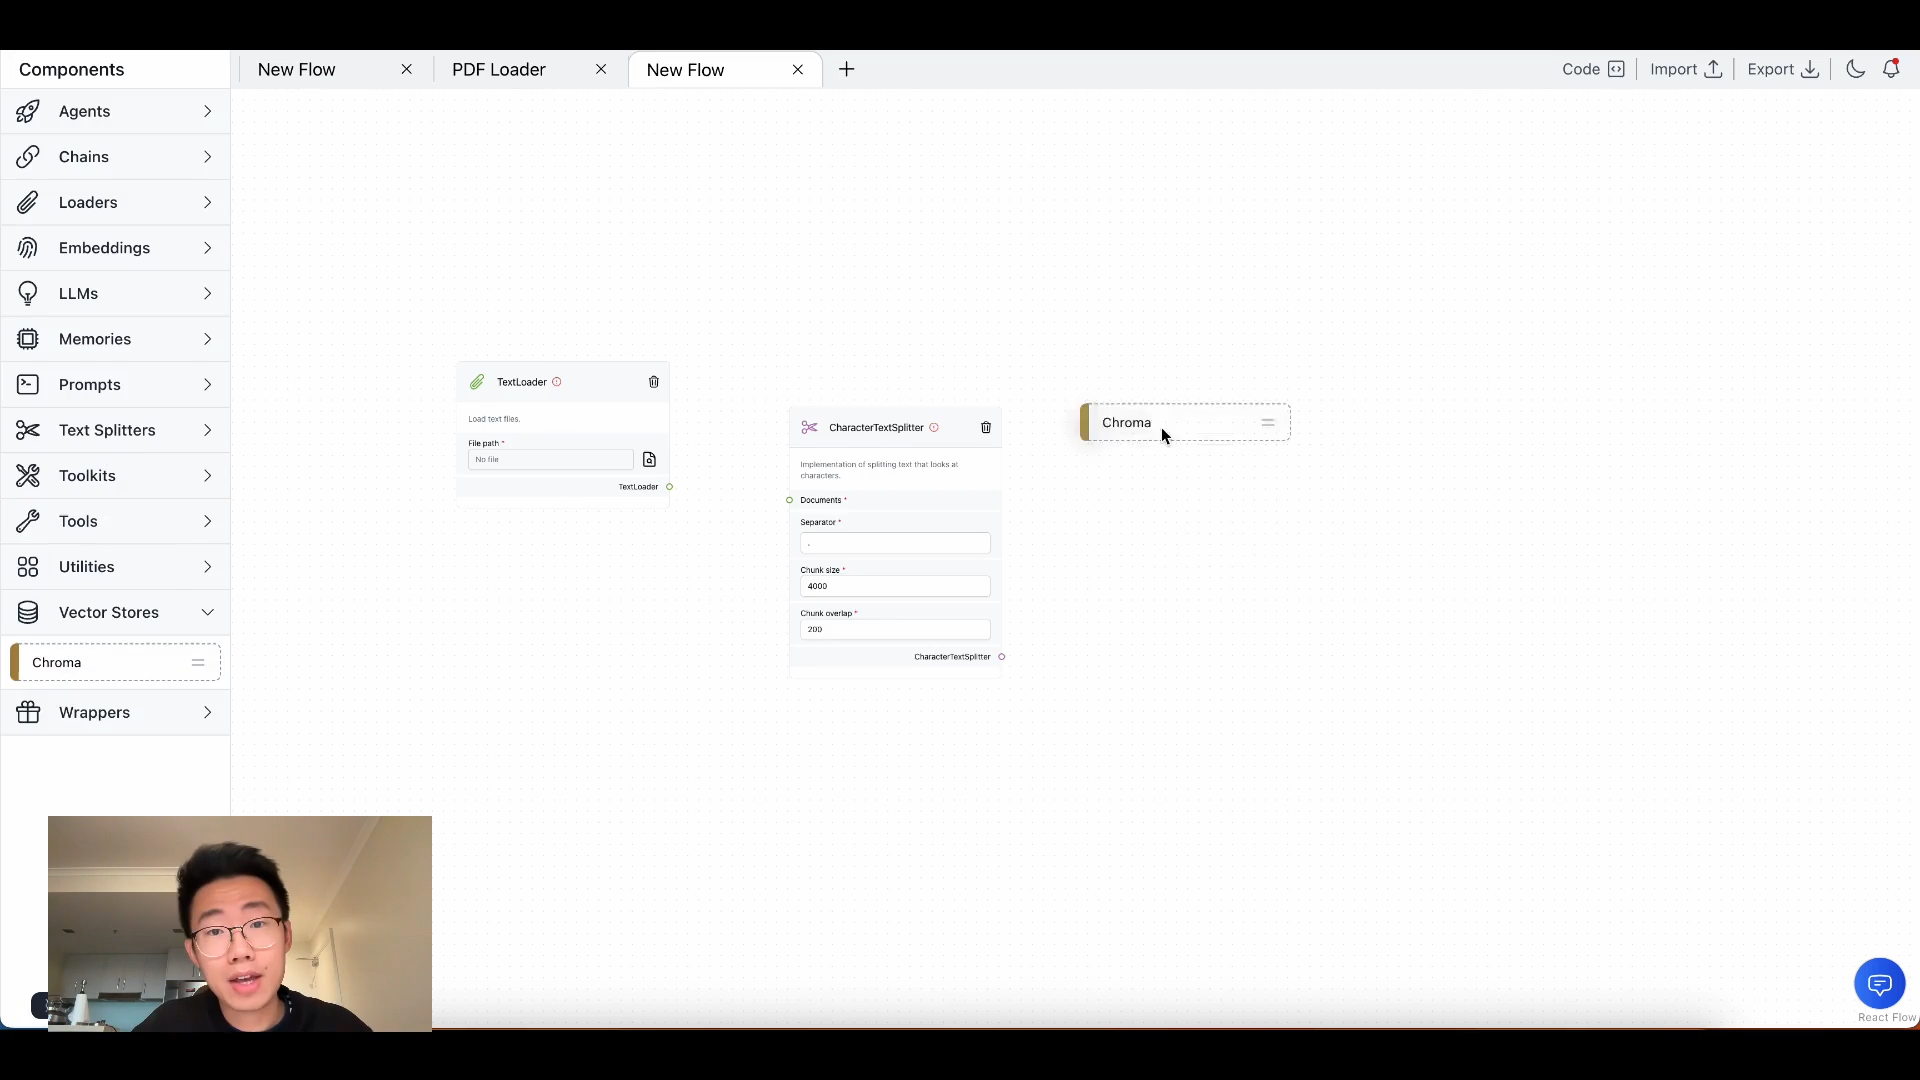 Components
New Flow
PDF Loader
New Flow
Code
Import
Export
Agents
Chains
Loaders
Embeddings
LLMs
Memories
Prompts
Text Splitters
Toolkits
Tools
Utilities
Vector Stores
Chroma
Wrappers
TextLoader
Load text files.
File path *
No file
TextLoader
CharacterTextSplitter
Implementation of splitting text that looks at
characters.
Documents *
Separator *
.
Chunk size *
4000
Chunk overlap *
200
CharacterTextSplitter
Chroma
React Flow